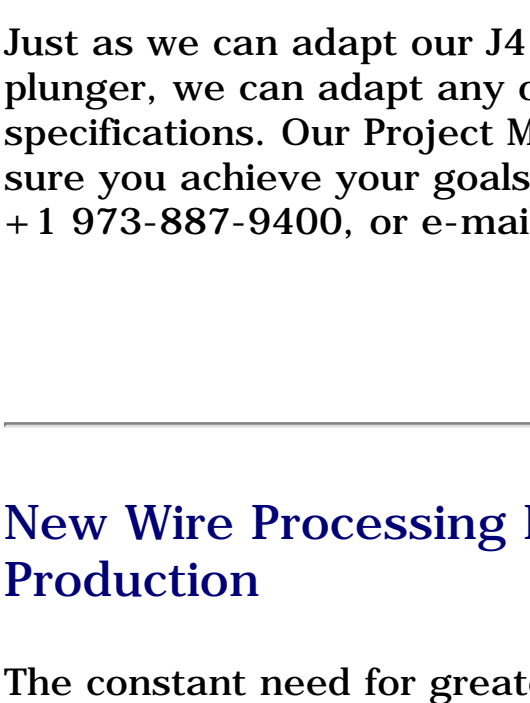 Just as we can adapt our J4
plunger, we can adapt any
specifications. Our Project
sure you achieve your goals
+1 973-887-9400, or e-mai
New Wire Processing
Production
The constant need for greate